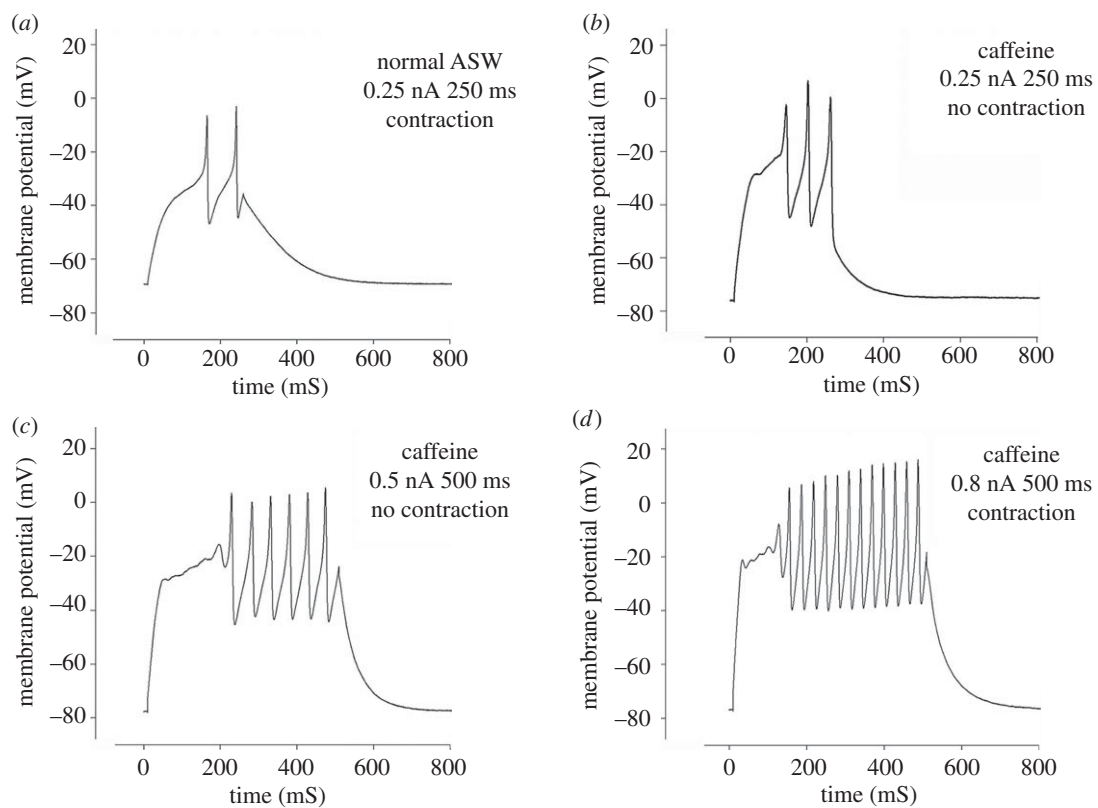 (a)
normal ASW
0.25 nA 250 ms
contraction
membrane potential (mV)
20
0
–20
–40
–60
–80
0
200
400
600
800
time (mS)
(b)
caffeine
0.25 nA 250 ms
no contraction
membrane potential (mV)
20
0
–20
–40
–60
–80
0
200
400
600
800
time (mS)
(c)
caffeine
0.5 nA 500 ms
no contraction
membrane potential (mV)
20
0
–20
–40
–60
–80
0
200
400
600
800
time (mS)
(d)
caffeine
0.8 nA 500 ms
contraction
membrane potential (mV)
20
0
–20
–40
–60
–80
0
200
400
600
800
time (mS)